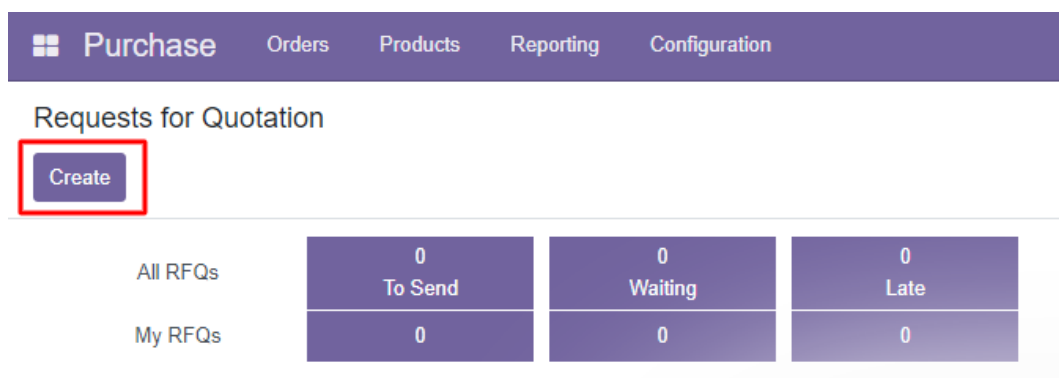 Purchase Orders Products Reporting Configuration
Requests for Quotation
Create
All RFQs 0 To Send 0 Waiting 0 Late
My RFQs 0 0 0